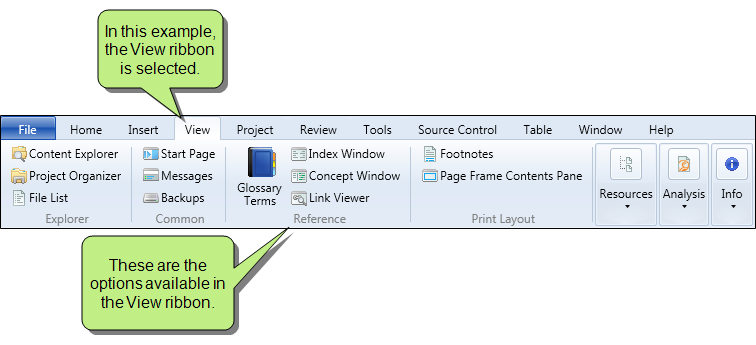 In this example,
the View ribbon
is selected.
File Home Insert View Project Review Tools Source Control Table Window Help
Content Explorer
Project Organizer
File List
Explorer
Start Page
Messages
Backups
Common
Glossary
Terms
Index Window
Concept Window
Link Viewer
Reference
Footnotes
Page Frame Contents Pane
Print Layout
Resources
Analysis
Info
These are the
options available in
the View ribbon.